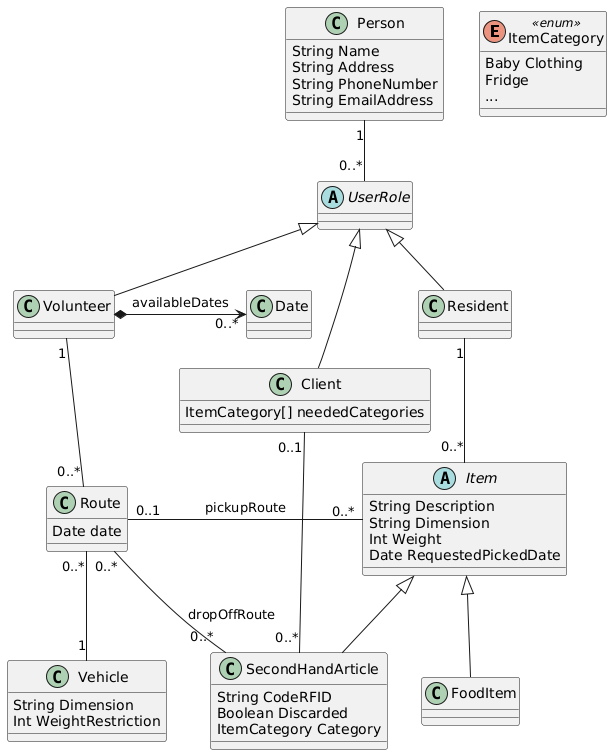 C Person
String Name
String Address
String PhoneNumber
String EmailAddress
E «enum»
ItemCategory
Baby Clothing
Fridge
...
1
0..*
A UserRole
C Volunteer
availableDates
0..*
C Date
C Resident
1
1
C Client
ItemCategory[] neededCategories
0..1
0..*
0..*
C Route
Date date
0..1
pickupRoute
0..*
A Item
String Description
String Dimension
Int Weight
Date RequestedPickedDate
0..*
0..*
dropOffRoute
0..*
0..*
1
C Vehicle
String Dimension
Int WeightRestriction
C SecondHandArticle
String CodeRFID
Boolean Discarded
ItemCategory Category
C FoodItem